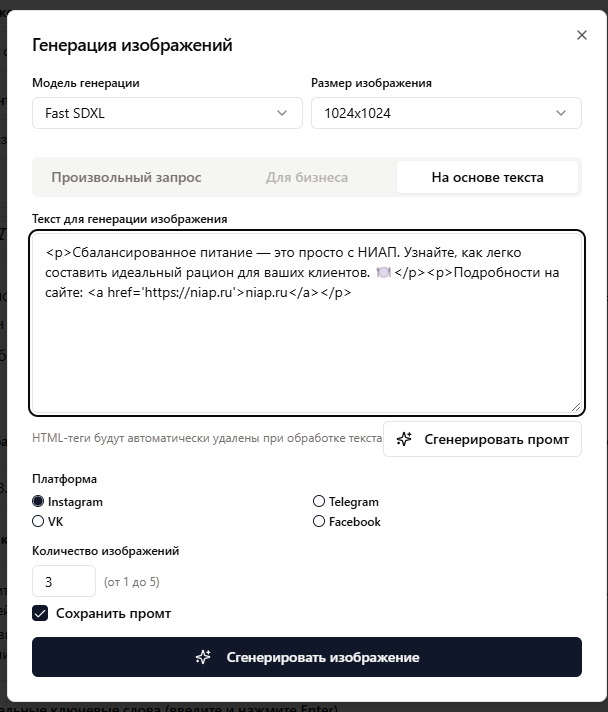 Генерация изображений
Модель генерации
Размер изображения
Fast SDXL
1024x1024
Произвольный запрос
Для бизнеса
На основе текста
Текст для генерации изображения
<p>Сбалансированное питание — это просто с НИАП. Узнайте, как легко
составить идеальный рацион для ваших клиентов. 🍽️</p><p>Подробности на
сайте: <a href='https://niap.ru'>niap.ru</a></p>
HTML-теги будут автоматически удалены при обработке текста
Сгенерировать промт
Платформа
Instagram
Telegram
VK
Facebook
Количество изображений
3
(от 1 до 5)
Сохранить промт
Сгенерировать изображение
ключевые слова (введите и нажмите Enter)